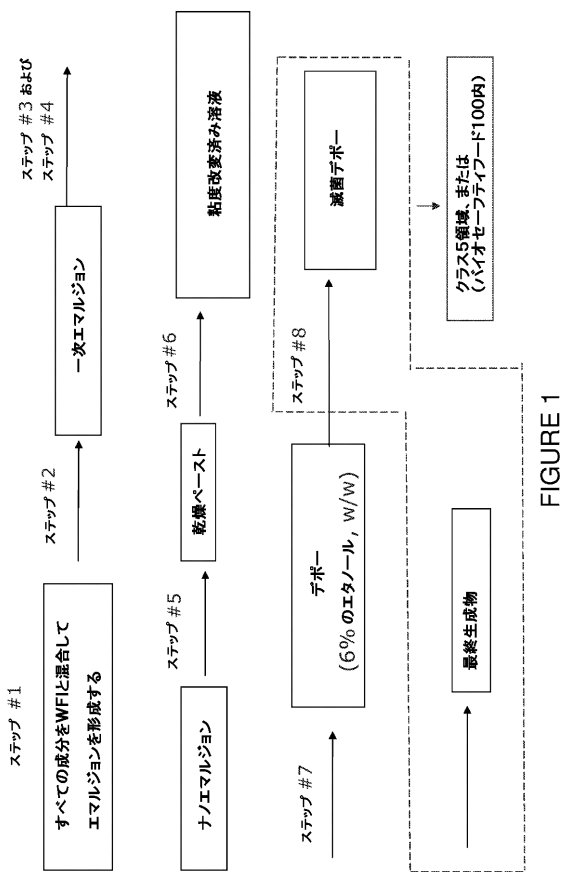 ステップ #1
すべての成分をWFIと混合して
エマルジョンを形成する
ステップ #2
一次エマルジョン
ステップ #3 および
ステップ #4
ナノエマルジョン
ステップ #5
乾燥ペースト
ステップ #6
粘度改変済み溶液
ステップ #7
デポー
(6% のエタノール, w/w)
ステップ #8
滅菌デポー
最終生成物
クラス5領域、または
(バイオセーフティフード100内)
FIGURE 1